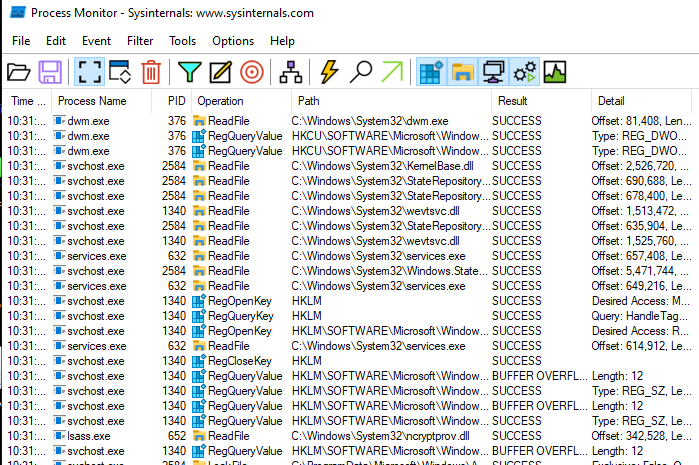 Process Monitor - Sysinternals: www.sysinternals.com
File Edit Event Filter Tools Options Help
Time ... Process Name PID Operation Path Result Detail
10:31:... dwm.exe 376 ReadFile C:\Windows\System32\dwm.exe SUCCESS Offset: 81,408, Len...
10:31:... dwm.exe 376 RegQueryValue HKCU\SOFTWARE\Microsoft\Window... SUCCESS Type: REG_DWO...
10:31:... dwm.exe 376 RegQueryValue HKCU\SOFTWARE\Microsoft\Window... SUCCESS Type: REG_DWO...
10:31:... svchost.exe 2584 ReadFile C:\Windows\System32\KernelBase.dll SUCCESS Offset: 2,526,720, ...
10:31:... svchost.exe 2584 ReadFile C:\Windows\System32\StateRepository... SUCCESS Offset: 690,688, Le...
10:31:... svchost.exe 2584 ReadFile C:\Windows\System32\StateRepository... SUCCESS Offset: 678,400, Le...
10:31:... svchost.exe 1340 ReadFile C:\Windows\System32\wevtsvc.dll SUCCESS Offset: 1,513,472, ...
10:31:... svchost.exe 2584 ReadFile C:\Windows\System32\StateRepository... SUCCESS Offset: 635,904, Le...
10:31:... svchost.exe 1340 ReadFile C:\Windows\System32\wevtsvc.dll SUCCESS Offset: 1,525,760, ...
10:31:... services.exe 632 ReadFile C:\Windows\System32\services.exe SUCCESS Offset: 657,408, Le...
10:31:... svchost.exe 2584 ReadFile C:\Windows\System32\Windows.State... SUCCESS Offset: 5,471,744, ...
10:31:... services.exe 632 ReadFile C:\Windows\System32\services.exe SUCCESS Offset: 649,216, Le...
10:31:... svchost.exe 1340 RegOpenKey HKLM SUCCESS Desired Access: M...
10:31:... svchost.exe 1340 RegQueryKey HKLM SUCCESS Query: HandleTag...
10:31:... svchost.exe 1340 RegOpenKey HKLM\SOFTWARE\Microsoft\Window... SUCCESS Desired Access: R...
10:31:... services.exe 632 ReadFile C:\Windows\System32\services.exe SUCCESS Offset: 614,912, Le...
10:31:... svchost.exe 1340 RegCloseKey HKLM SUCCESS
10:31:... svchost.exe 1340 RegQueryValue HKLM\SOFTWARE\Microsoft\Window... BUFFER OVERFL... Length: 12
10:31:... svchost.exe 1340 RegQueryValue HKLM\SOFTWARE\Microsoft\Window... SUCCESS Type: REG_SZ, Le...
10:31:... svchost.exe 1340 RegQueryValue HKLM\SOFTWARE\Microsoft\Window... BUFFER OVERFL... Length: 12
10:31:... svchost.exe 1340 RegQueryValue HKLM\SOFTWARE\Microsoft\Window... SUCCESS Type: REG_SZ, Le...
10:31:... lsass.exe 652 ReadFile C:\Windows\System32\ncryptprov.dll SUCCESS Offset: 342,528, Le...
10:31:... svchost.exe 1340 RegQueryValue HKLM\SOFTWARE\Microsoft\Window... BUFFER OVERFL... Length: 12